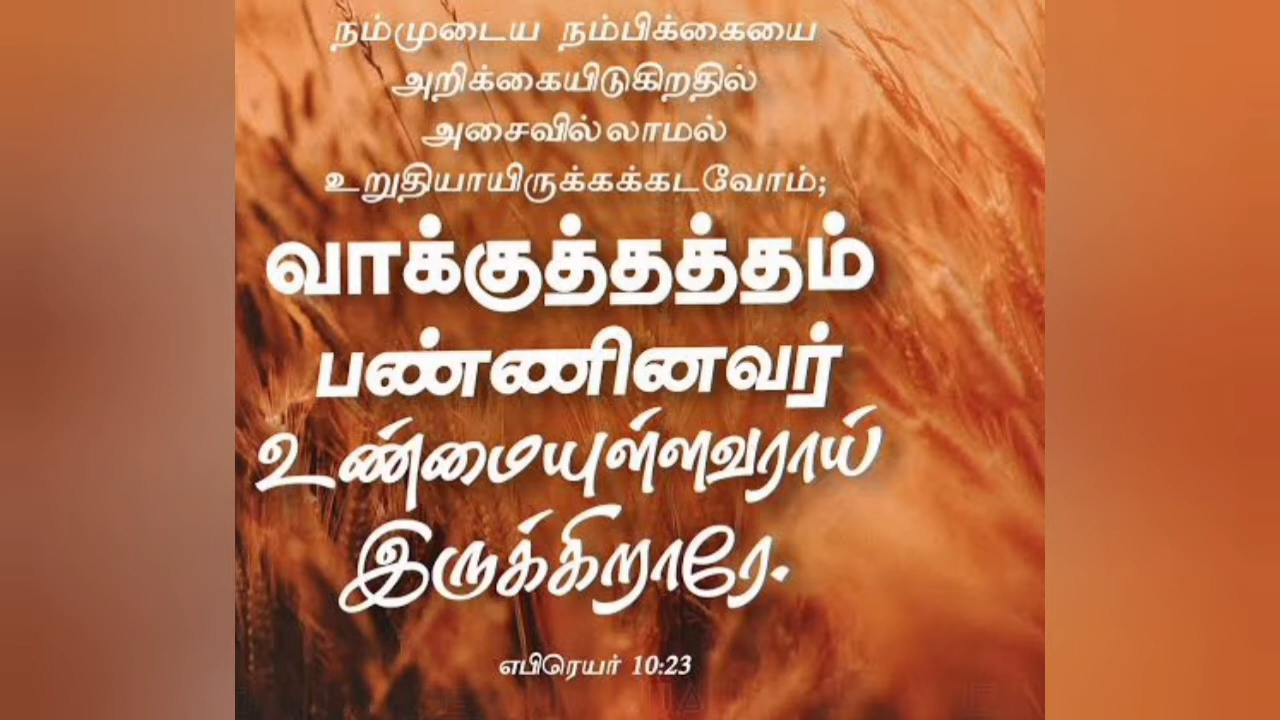 நம்முடைய நம்பிக்கையை
அறிக்கையிடுகிறதில்
அசைவில்லாமல்
உறுதியாயிருக்கக்கடவோம்;
வாக்குத்தத்தம்
பண்ணினவர்
உண்மையுள்ளவராய்
இருக்கிறாரே.
எபிரெயர் 10:23